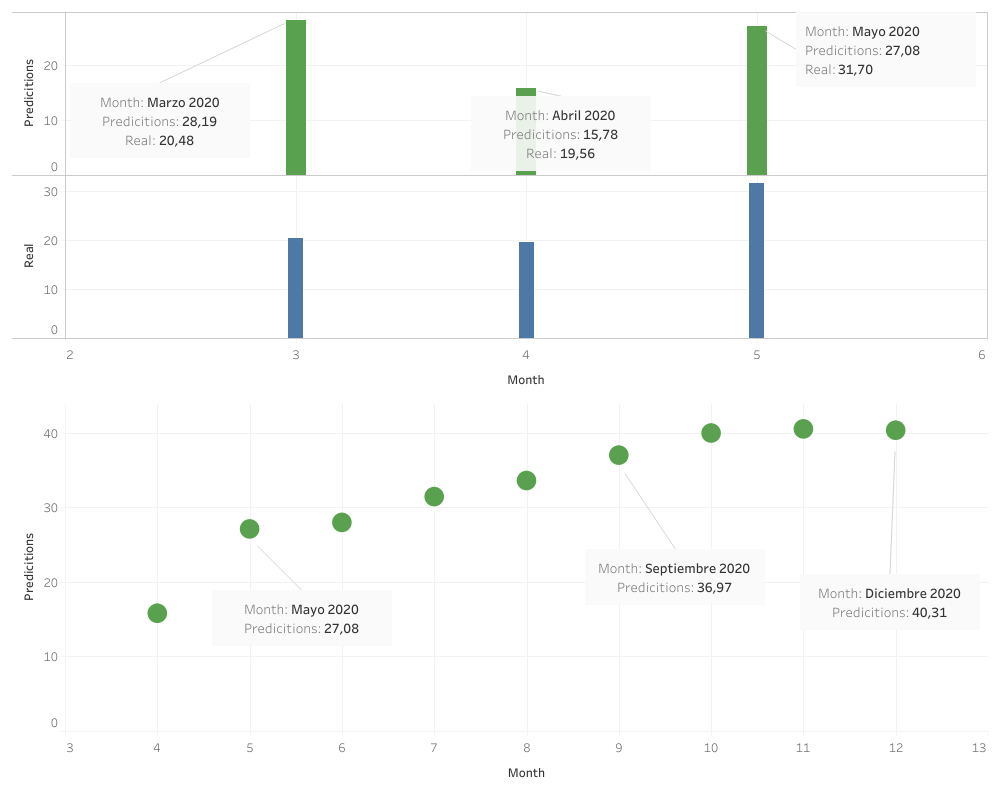 Predicitions
20
10
0
Month: Marzo 2020
Predicitions: 28,19
Real: 20,48
Month: Abril 2020
Predicitions: 15,78
Real: 19,56
Month: Mayo 2020
Predicitions: 27,08
Real: 31,70
Real
30
20
10
0
2 3 4 5 6
Month
Predicitions
40
30
20
10
0
Month: Mayo 2020
Predicitions: 27,08
Month: Septiembre 2020
Predicitions: 36,97
Month: Diciembre 2020
Predicitions: 40,31
3 4 5 6 7 8 9 10 11 12 13
Month